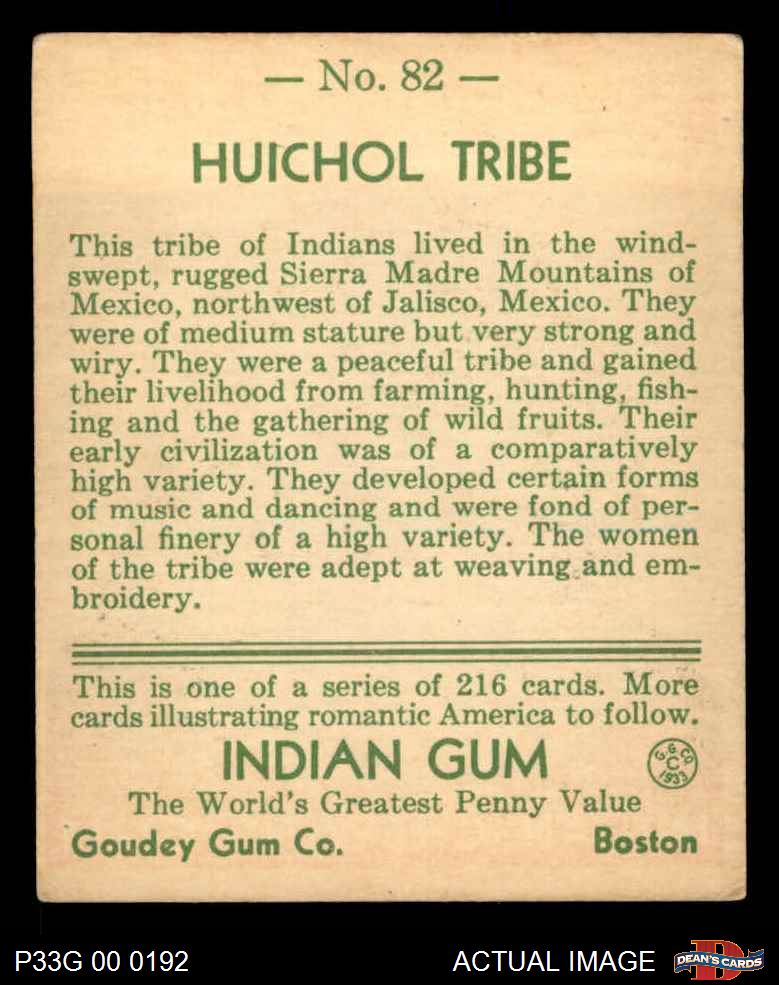 — No. 82 —
HUICHOL TRIBE
This tribe of Indians lived in the wind-
swept, rugged Sierra Madre Mountains of
Mexico, northwest of Jalisco, Mexico. They
were of medium stature but very strong and
wiry. They were a peaceful tribe and gained
their livelihood from farming, hunting, fish-
ing and the gathering of wild fruits. Their
early civilization was of a comparatively
high variety. They developed certain forms
of music and dancing and were fond of per-
sonal finery of a high variety. The women
of the tribe were adept at weaving and em-
broidery.
This is one of a series of 216 cards. More
cards illustrating romantic America to follow.
INDIAN GUM
G. G. CO.
C
1933
The World's Greatest Penny Value
Goudey Gum Co. Boston
P33G 00 0192 ACTUAL IMAGE D DEAN'S CARDS